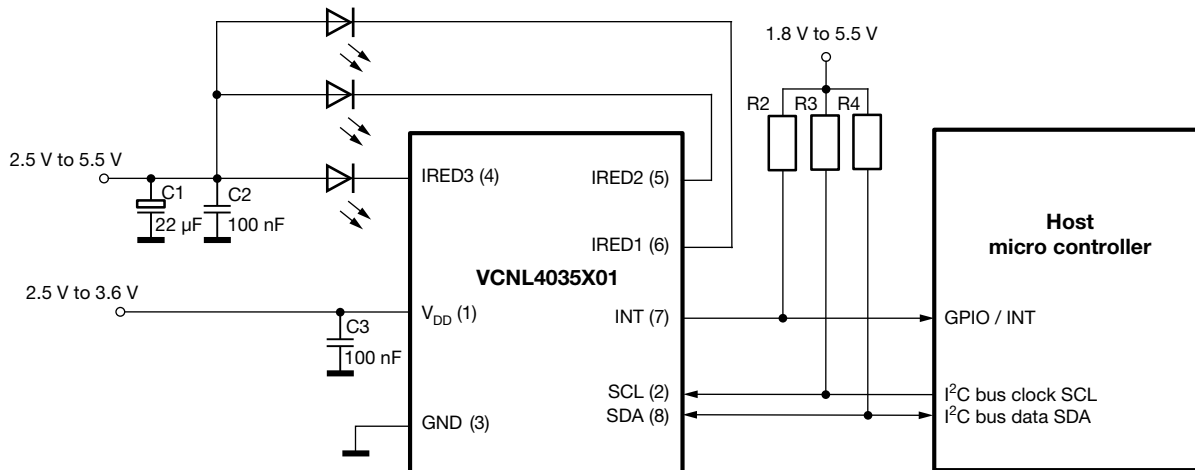 1.8 V to 5.5 V
R2 R3 R4
2.5 V to 5.5 V
C1
22 µF
C2
100 nF
IRED3 (4)
IRED2 (5)
IRED1 (6)
VCNL4035X01
Host
micro controller
2.5 V to 3.6 V
C3
100 nF
V_DD (1)
INT (7)
GPIO / INT
SCL (2)
I²C bus clock SCL
GND (3)
SDA (8)
I²C bus data SDA